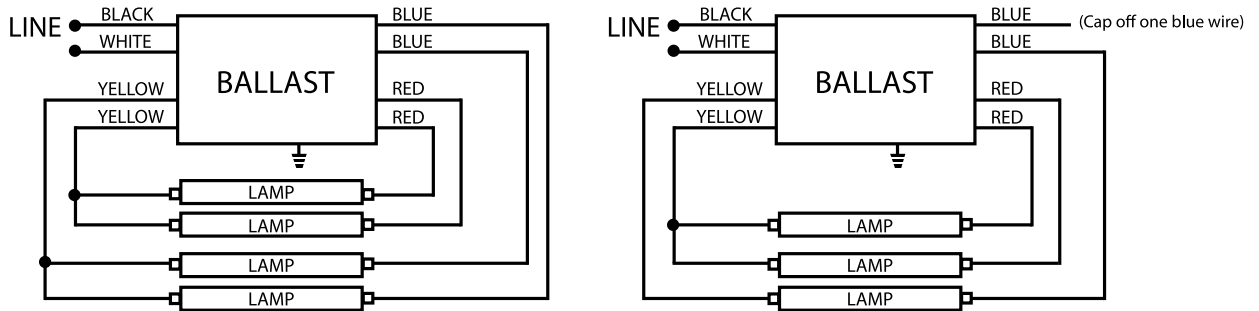 LINE
BLACK
WHITE
YELLOW
YELLOW
BALLAST
BLUE
BLUE
RED
RED
LAMP
LAMP
LAMP
LAMP
LINE
BLACK
WHITE
YELLOW
YELLOW
BALLAST
BLUE
(Cap off one blue wire)
BLUE
RED
RED
LAMP
LAMP
LAMP